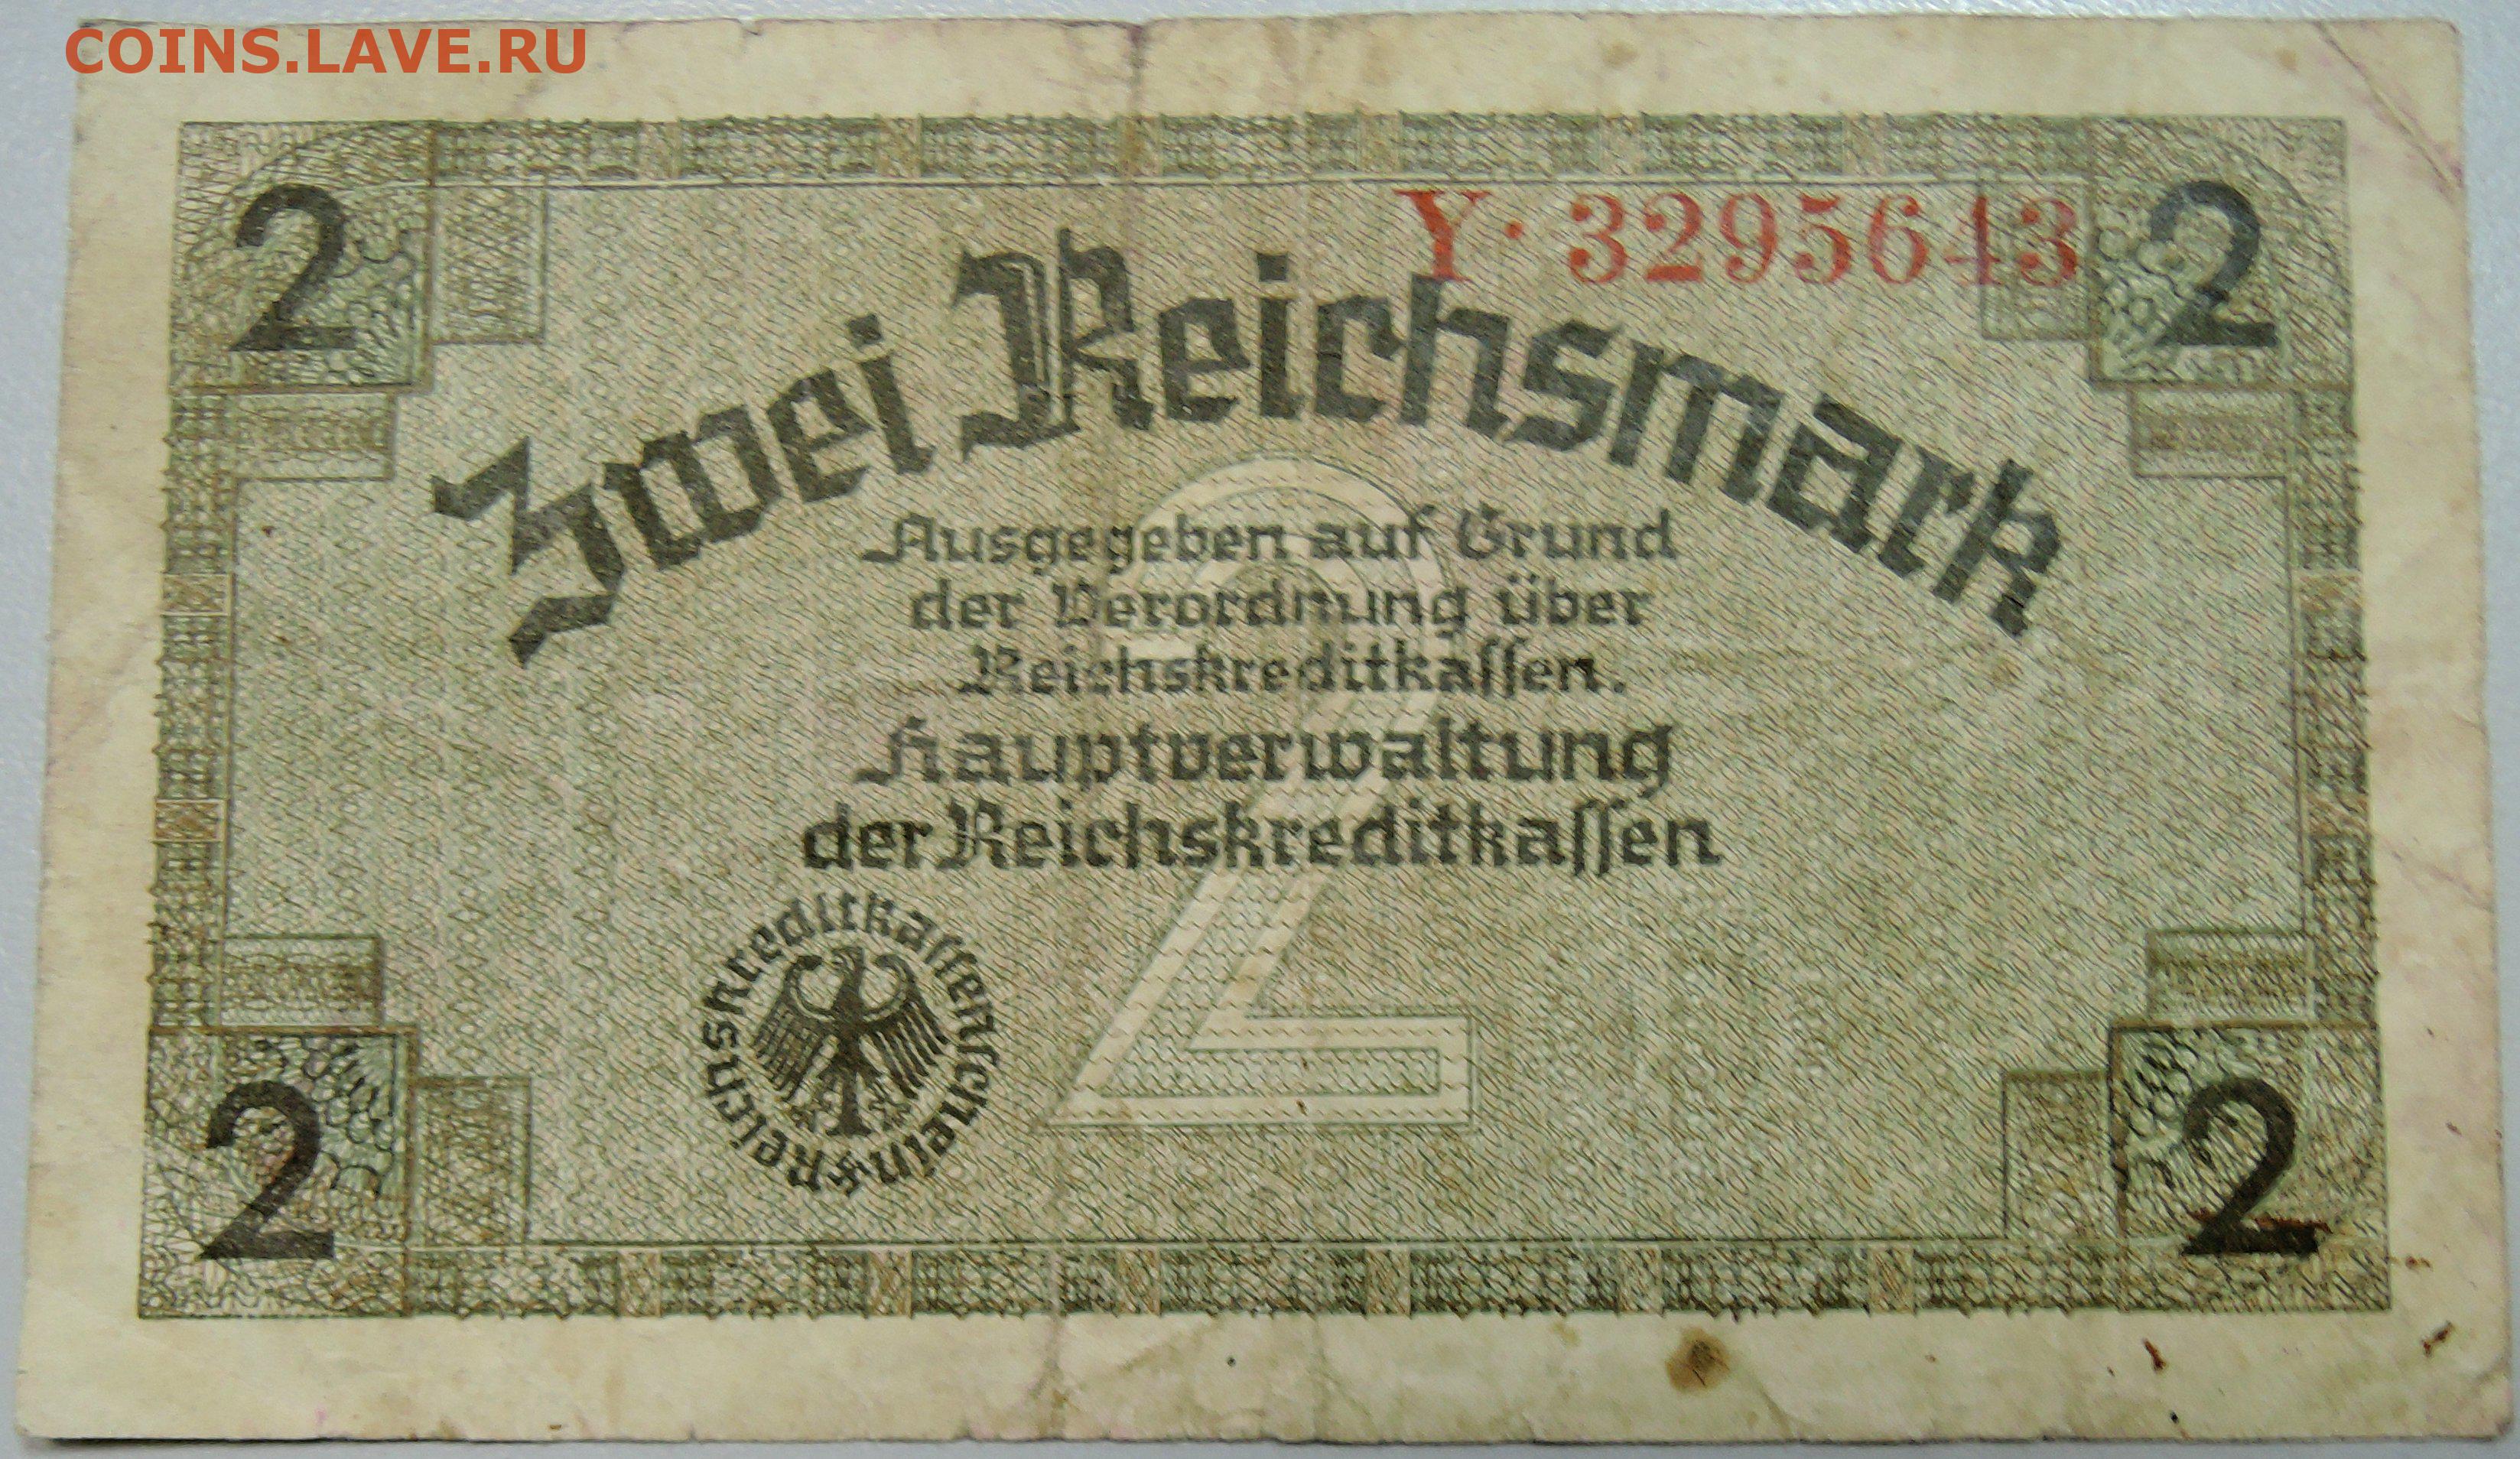 COINS.LAVE.RU
2
Y· 3295643
2
Zwei Reichsmark
Ausgegeben auf Grund
der Verordnung über
Reichskreditkaſſen.
Hauptverwaltung
der Reichskreditkaſſen
2
Reichskreditkaſſenſchein
2
2